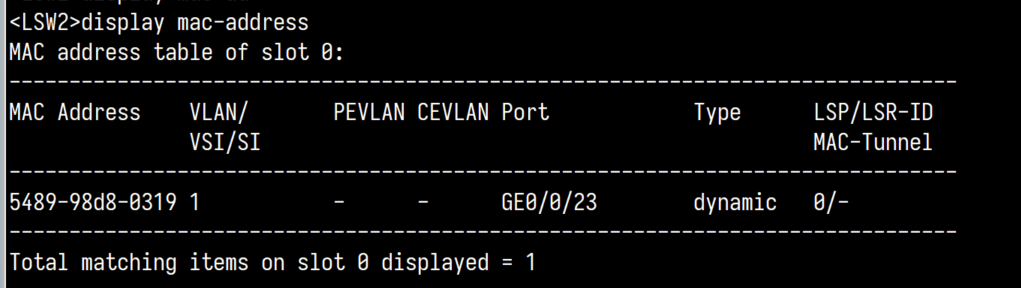 <LSW2>display mac-address
MAC address table of slot 0:
-------------------------------------------------------------------------------
MAC Address    VLAN/       PEVLAN CEVLAN Port            Type      LSP/LSR-ID
               VSI/SI                                              MAC-Tunnel
-------------------------------------------------------------------------------
5489-98d8-0319 1           -      -      GE0/0/23        dynamic   0/-
-------------------------------------------------------------------------------
Total matching items on slot 0 displayed = 1